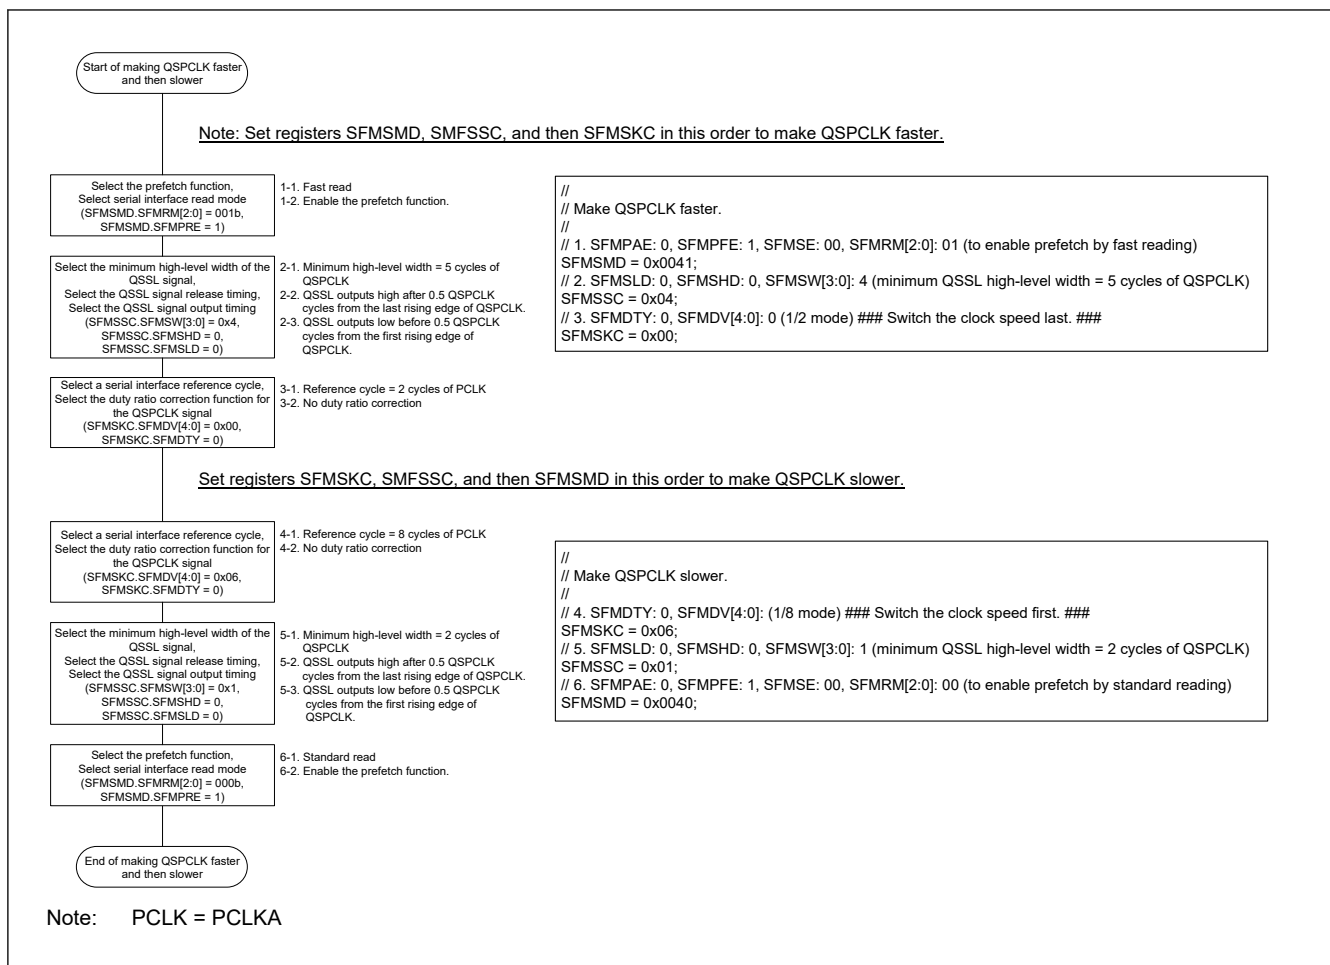 Start of making QSPCLK faster
and then slower
Note: Set registers SFMSMD, SMFSSC, and then SFMSKC in this order to make QSPCLK faster.
Select the prefetch function,
Select serial interface read mode
(SFMSMD.SFMRM[2:0] = 001b,
SFMSMD.SFMPRE = 1)
1-1. Fast read
1-2. Enable the prefetch function.
//
// Make QSPCLK faster.
//
// 1. SFMPAE: 0, SFMPFE: 1, SFMSE: 00, SFMRM[2:0]: 01 (to enable prefetch by fast reading)
SFMSMD = 0x0041;
// 2. SFMSLD: 0, SFMSHD: 0, SFMSW[3:0]: 4 (minimum QSSL high-level width = 5 cycles of QSPCLK)
SFMSSC = 0x04;
// 3. SFMDTY: 0, SFMDV[4:0]: 0 (1/2 mode) ### Switch the clock speed last. ###
SFMSKC = 0x00;
Select the minimum high-level width of the
QSSL signal,
Select the QSSL signal release timing,
Select the QSSL signal output timing
(SFMSSC.SFMSW[3:0] = 0x4,
SFMSSC.SFMSHD = 0,
SFMSSC.SFMSLD = 0)
2-1. Minimum high-level width = 5 cycles of
QSPCLK
2-2. QSSL outputs high after 0.5 QSPCLK
cycles from the last rising edge of QSPCLK.
2-3. QSSL outputs low before 0.5 QSPCLK
cycles from the first rising edge of
QSPCLK.
Select a serial interface reference cycle,
Select the duty ratio correction function for
the QSPCLK signal
(SFMSKC.SFMDV[4:0] = 0x00,
SFMSKC.SFMDTY = 0)
3-1. Reference cycle = 2 cycles of PCLK
3-2. No duty ratio correction
Set registers SFMSKC, SMFSSC, and then SFMSMD in this order to make QSPCLK slower.
Select a serial interface reference cycle,
Select the duty ratio correction function for
the QSPCLK signal
(SFMSKC.SFMDV[4:0] = 0x06,
SFMSKC.SFMDTY = 0)
4-1. Reference cycle = 8 cycles of PCLK
4-2. No duty ratio correction
//
// Make QSPCLK slower.
//
// 4. SFMDTY: 0, SFMDV[4:0]: (1/8 mode) ### Switch the clock speed first. ###
SFMSKC = 0x06;
// 5. SFMSLD: 0, SFMSHD: 0, SFMSW[3:0]: 1 (minimum QSSL high-level width = 2 cycles of QSPCLK)
SFMSSC = 0x01;
// 6. SFMPAE: 0, SFMPFE: 1, SFMSE: 00, SFMRM[2:0]: 00 (to enable prefetch by standard reading)
SFMSMD = 0x0040;
Select the minimum high-level width of the
QSSL signal,
Select the QSSL signal release timing,
Select the QSSL signal output timing
(SFMSSC.SFMSW[3:0] = 0x1,
SFMSSC.SFMSHD = 0,
SFMSSC.SFMSLD = 0)
5-1. Minimum high-level width = 2 cycles of
QSPCLK
5-2. QSSL outputs high after 0.5 QSPCLK
cycles from the last rising edge of QSPCLK.
5-3. QSSL outputs low before 0.5 QSPCLK
cycles from the first rising edge of
QSPCLK.
Select the prefetch function,
Select serial interface read mode
(SFMSMD.SFMRM[2:0] = 000b,
SFMSMD.SFMPRE = 1)
6-1. Standard read
6-2. Enable the prefetch function.
End of making QSPCLK faster
and then slower
Note: PCLK = PCLKA